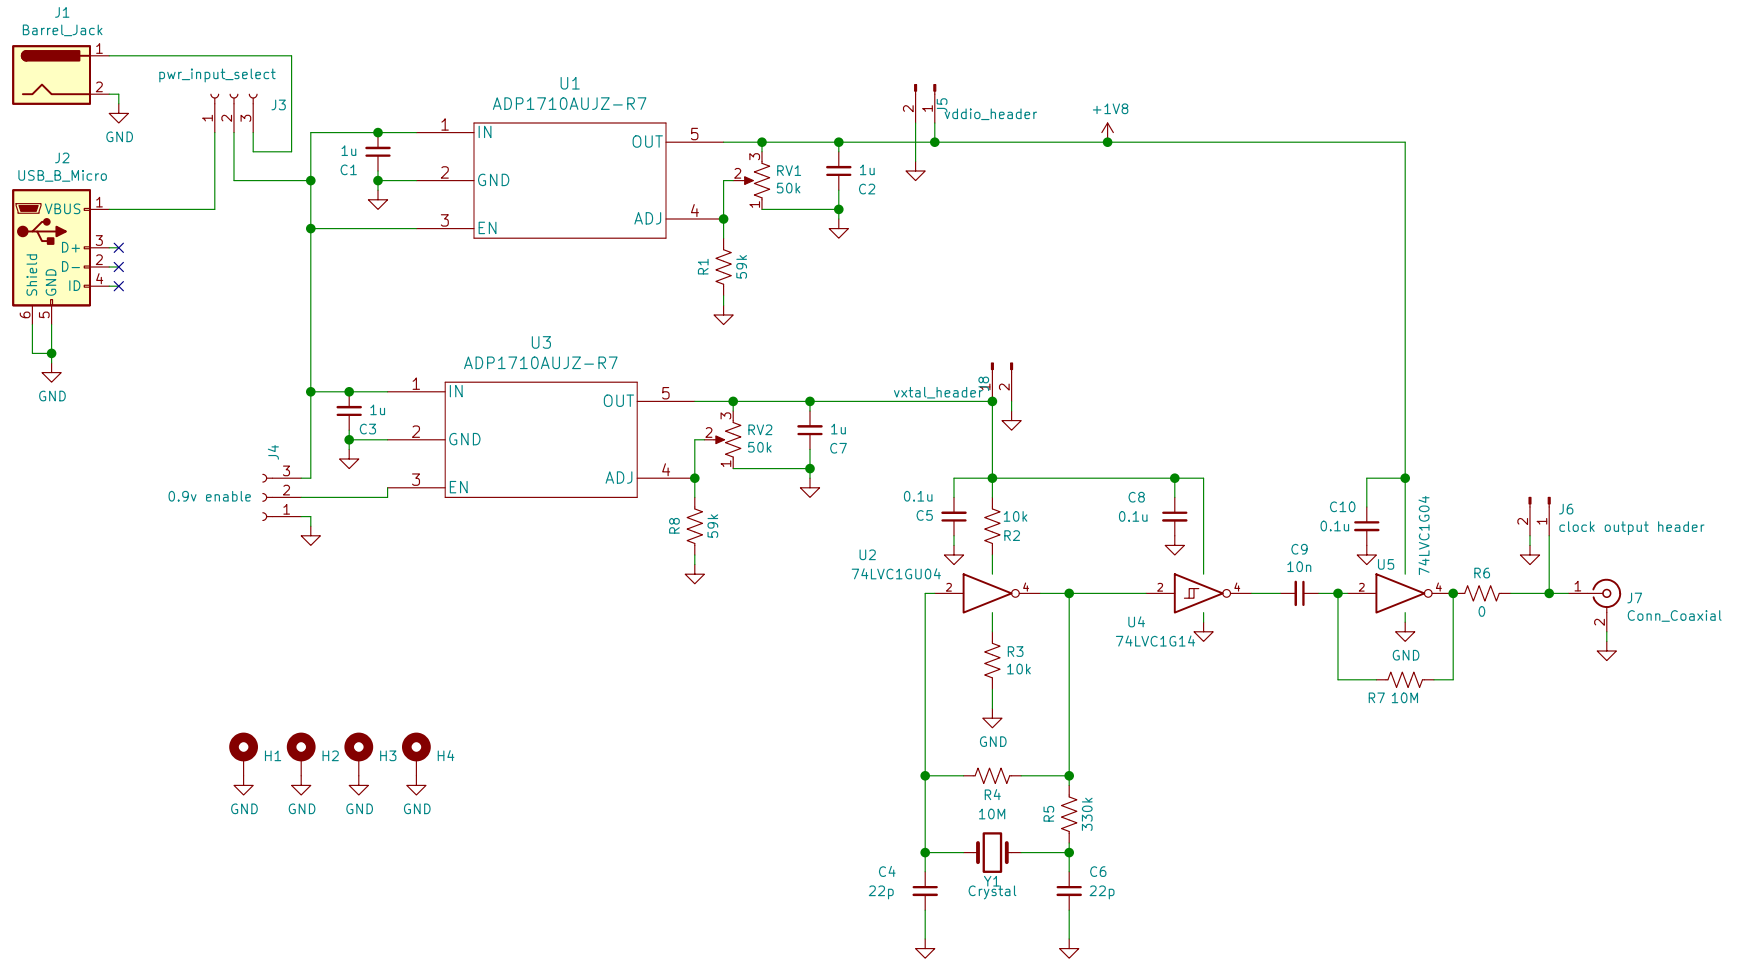 J1
Barrel_Jack
1
2
GND
pwr_input_select
J3
1
2
3
J2
USB_B_Micro
VBUS
1
D+
3
D-
2
ID
4
Shield
GND
6
5
GND
U1
ADP1710AUJZ-R7
1
IN
2
GND
3
EN
OUT
5
ADJ
4
1u
C1
3
2
1
RV1
50k
1u
C2
R1
59k
2
1
J5
vddio_header
+1V8
U3
ADP1710AUJZ-R7
1
IN
2
GND
3
EN
OUT
5
ADJ
4
1u
C3
J4
3
2
1
0.9v enable
3
2
1
RV2
50k
1u
C7
R8
59k
vxtal_header
J8
1
2
0.1u
C5
10k
R2
C8
0.1u
U2
74LVC1GU04
2
4
R3
10k
GND
2
4
U4
74LVC1G14
C9
10n
C10
0.1u
74LVC1G04
U5
2
4
GND
R7 10M
R6
0
2
1
J6
clock output header
1
2
J7
Conn_Coaxial
R4
10M
R5
330k
Y1
Crystal
C4
22p
C6
22p
H1
H2
H3
H4
GND
GND
GND
GND